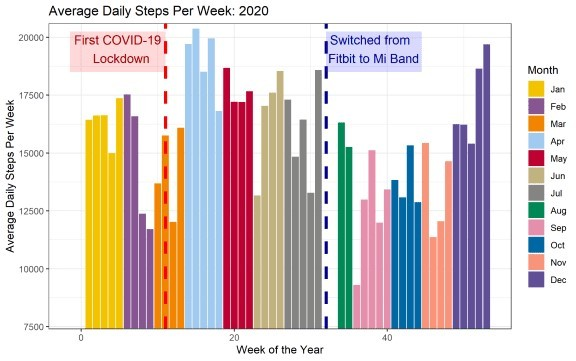 Average Daily Steps Per Week: 2020
First COVID-19
Lockdown
Switched from
Fitbit to Mi Band
Average Daily Steps Per Week
20000
17500
15000
12500
10000
7500
0
20
40
Week of the Year
Month
Jan
Feb
Mar
Apr
May
Jun
Jul
Aug
Sep
Oct
Nov
Dec